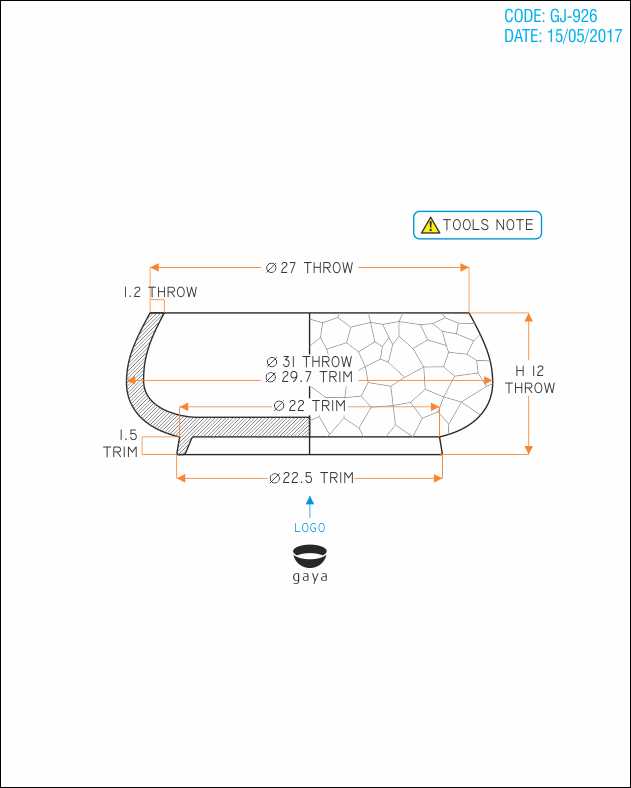 CODE: GJ-926
DATE: 15/05/2017
TOOLS NOTE
Ø 27 THROW
1.2 THROW
Ø 31 THROW
Ø 29.7 TRIM
H 12
THROW
Ø 22 TRIM
1.5
TRIM
Ø 22.5 TRIM
LOGO
gaya